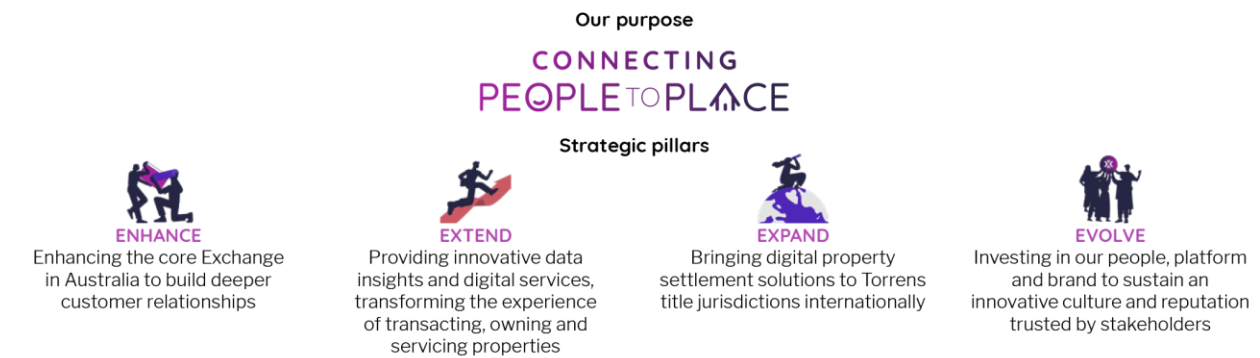 Our purpose
CONNECTING
PEOPLE TO PLACE
Strategic pillars
ENHANCE
Enhancing the core Exchange
in Australia to build deeper
customer relationships
EXTEND
Providing innovative data
insights and digital services,
transforming the experience
of transacting, owning and
servicing properties
EXPAND
Bringing digital property
settlement solutions to Torrens
title jurisdictions internationally
EVOLVE
Investing in our people, platform
and brand to sustain an
innovative culture and reputation
trusted by stakeholders